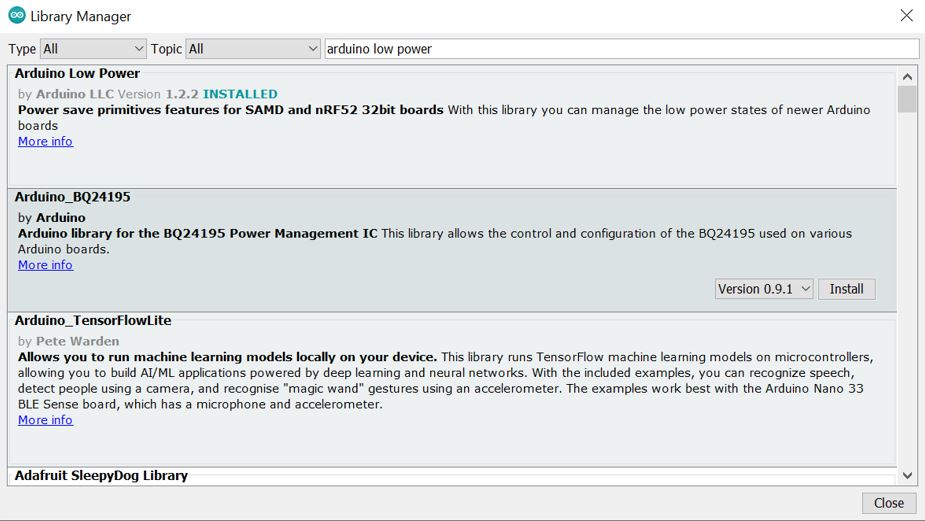 Library Manager
Type All Topic All arduino low power
Arduino Low Power
by Arduino LLC Version 1.2.2 INSTALLED
Power save primitives features for SAMD and nRF52 32bit boards With this library you can manage the low power states of newer Arduino
boards
More info
Arduino_BQ24195
by Arduino
Arduino library for the BQ24195 Power Management IC This library allows the control and configuration of the BQ24195 used on various
Arduino boards.
More info
Version 0.9.1 Install
Arduino_TensorFlowLite
by Pete Warden
Allows you to run machine learning models locally on your device. This library runs TensorFlow machine learning models on microcontrollers,
allowing you to build AI/ML applications powered by deep learning and neural networks. With the included examples, you can recognize speech,
detect people using a camera, and recognise "magic wand" gestures using an accelerometer. The examples work best with the Arduino Nano 33
BLE Sense board, which has a microphone and accelerometer.
More info
Adafruit SleepyDog Library
Close